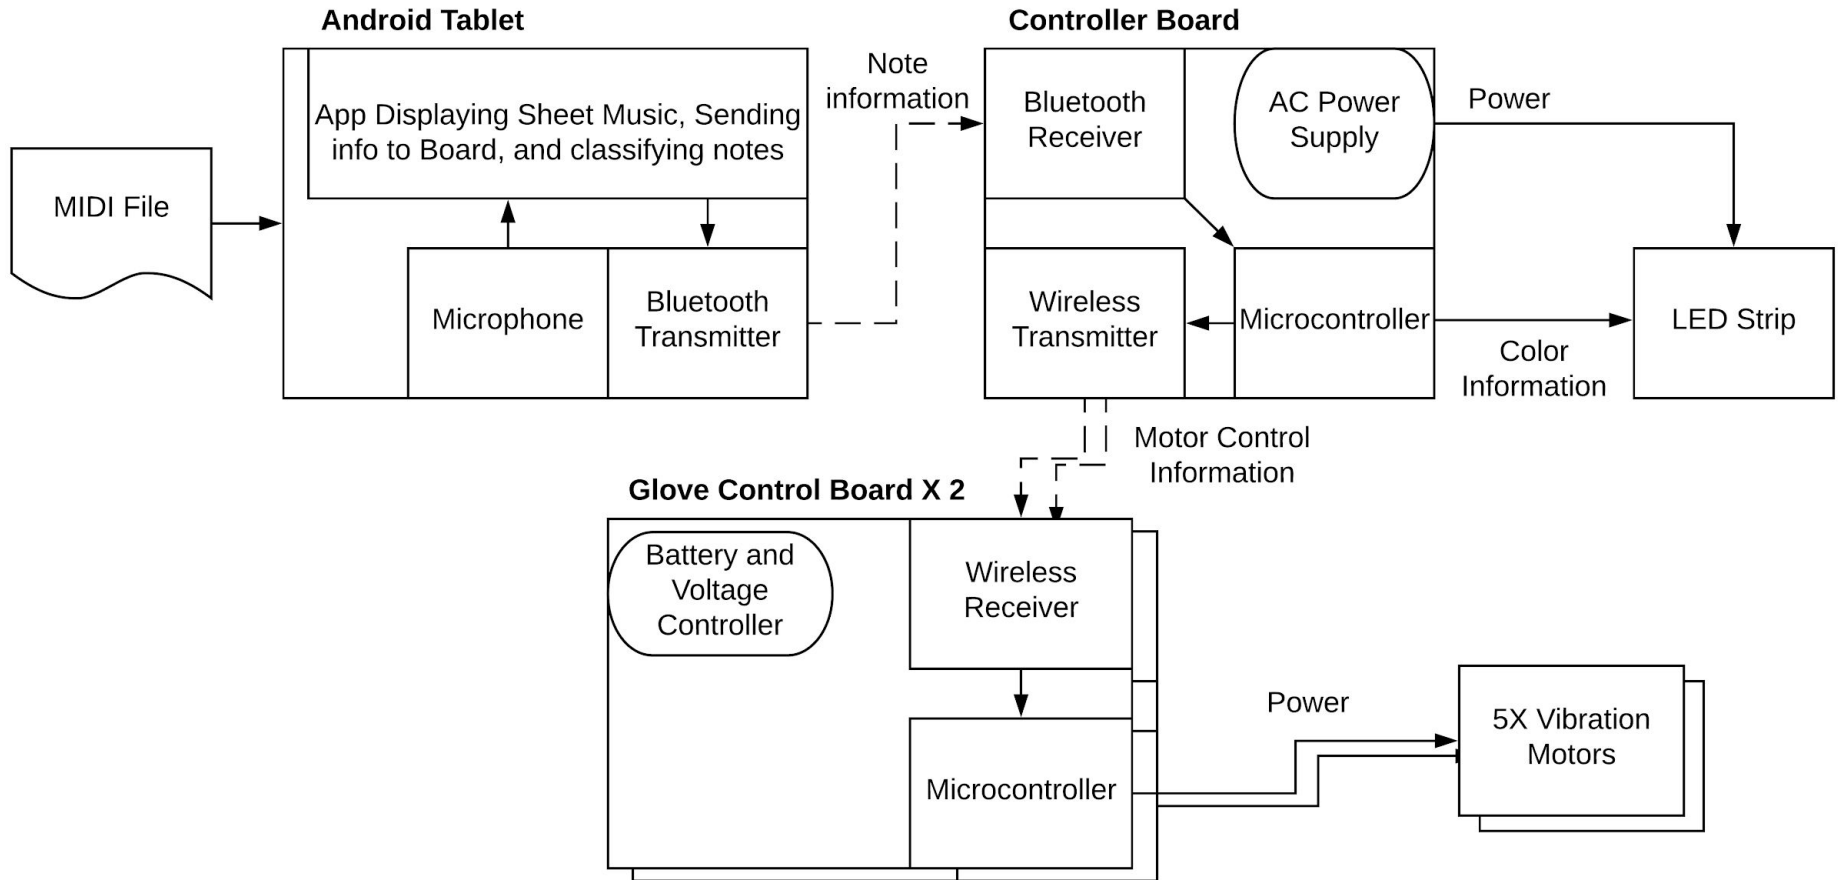 Android Tablet
Controller Board
MIDI File
App Displaying Sheet Music, Sending
info to Board, and classifying notes
Microphone
Bluetooth
Transmitter
Note
information
Bluetooth
Receiver
AC Power
Supply
Power
Wireless
Transmitter
Microcontroller
Color
Information
LED Strip
Motor Control
Information
Glove Control Board X 2
Battery and
Voltage
Controller
Wireless
Receiver
Microcontroller
Power
5X Vibration
Motors